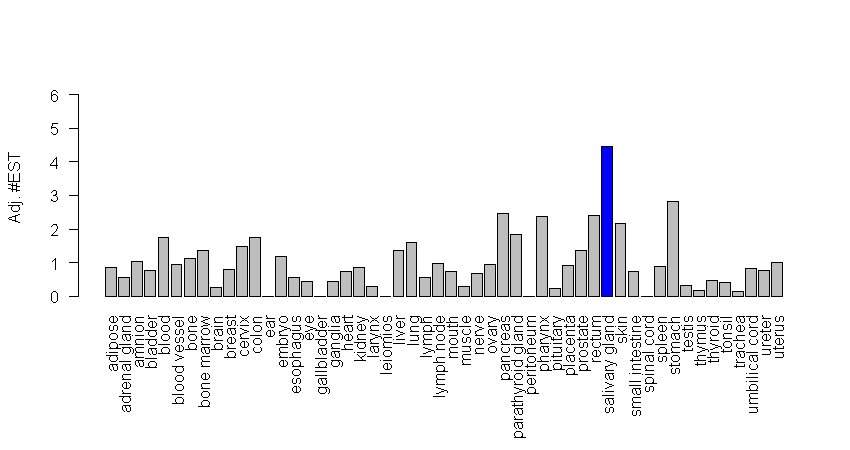 Adj. #EST
6
5
4
3
2
1
0
adipose
adrenal gland
amnion
bladder
blood
blood vessel
bone
bone marrow
brain
breast
cervix
colon
ear
embryo
esophagus
eye
gallbladder
ganglia
heart
kidney
larynx
leiomios
liver
lung
lymph
lymph node
mouth
muscle
nerve
ovary
pancreas
parathyroid gland
peritoneum
pharynx
pituitary
placenta
prostate
rectum
salivary gland
skin
small intestine
spinal cord
spleen
stomach
testis
thymus
thyroid
tonsil
trachea
umbilical cord
ureter
uterus